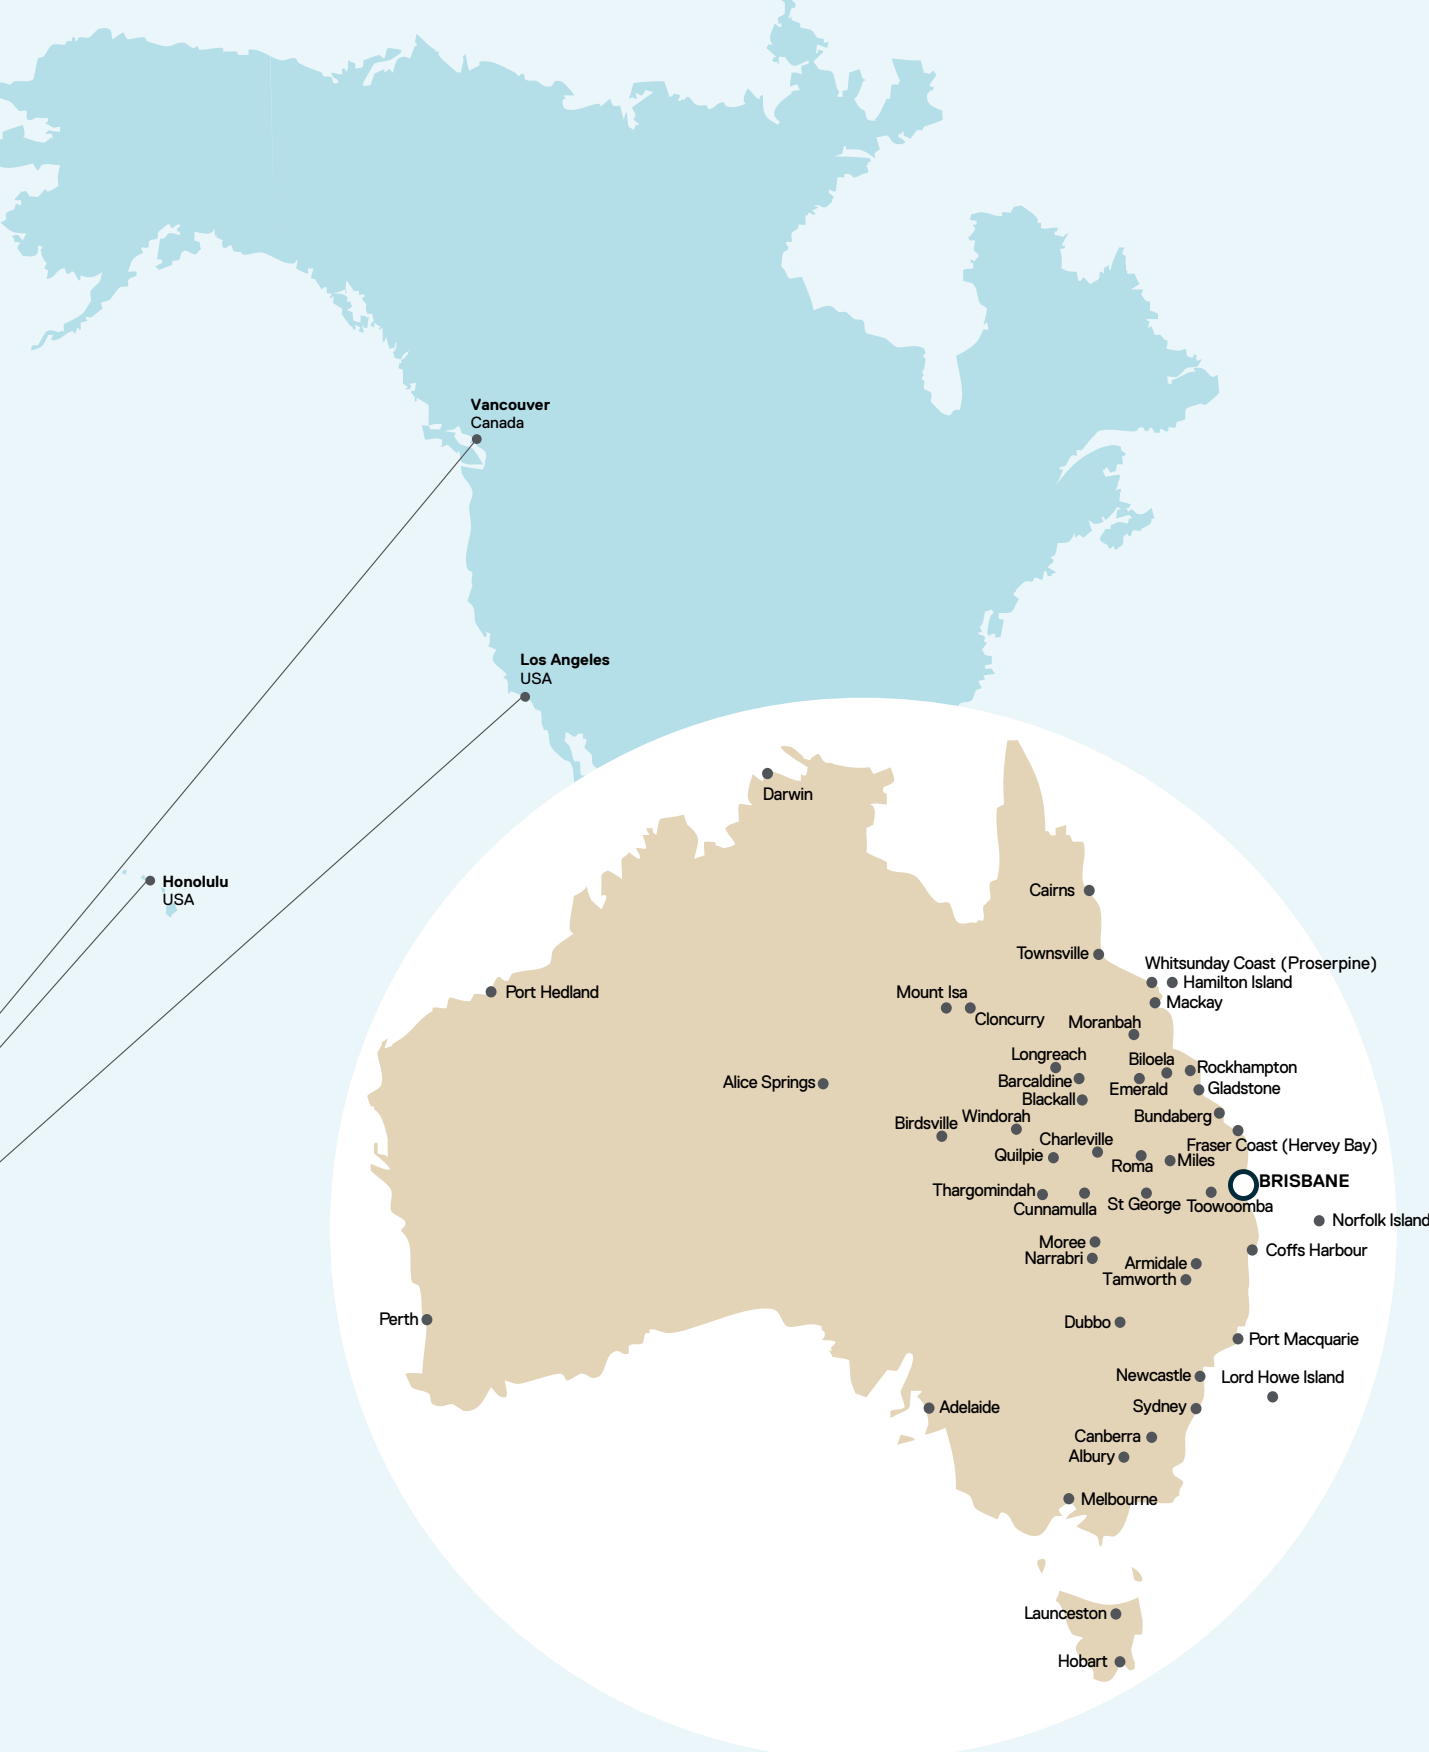 Vancouver
Canada
Los Angeles
USA
Honolulu
USA
Darwin
Cairns
Townsville
Whitsunday Coast (Proserpine)
Hamilton Island
Mackay
Port Hedland
Mount Isa
Cloncurry
Moranbah
Longreach
Biloela
Rockhampton
Alice Springs
Barcaldine
Emerald
Gladstone
Blackall
Birdsville
Windorah
Bundaberg
Charleville
Fraser Coast (Hervey Bay)
Quilpie
Roma
Miles
BRISBANE
Thargomindah
Cunnamulla
St George
Toowoomba
Norfolk Island
Moree
Coffs Harbour
Narrabri
Armidale
Tamworth
Perth
Dubbo
Port Macquarie
Newcastle
Lord Howe Island
Adelaide
Sydney
Canberra
Albury
Melbourne
Launceston
Hobart